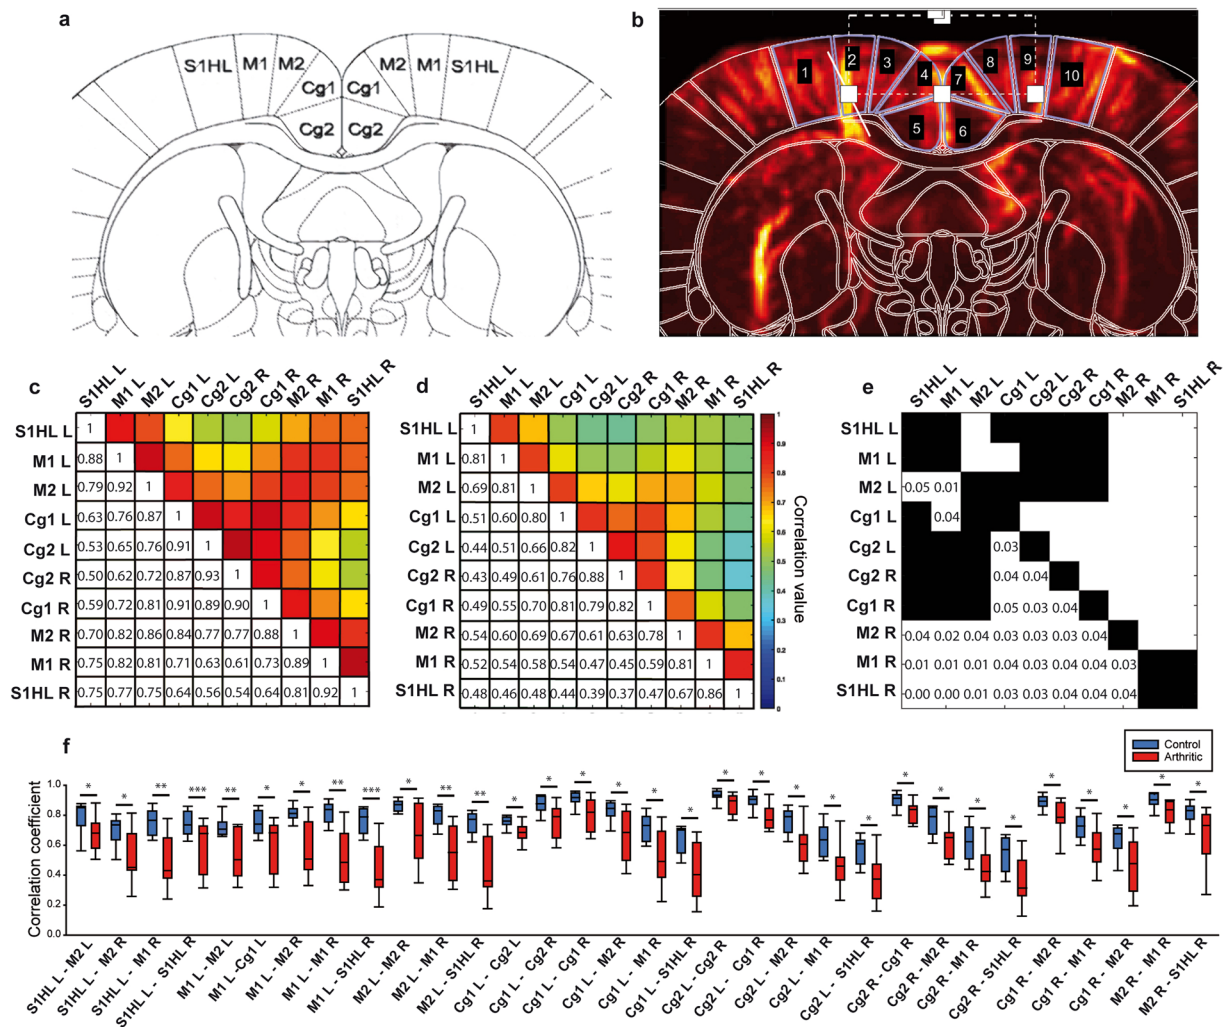 a
S1HL M1 M2 Cg1 Cg1 M2 M1 S1HL
Cg2 Cg2
b
1 2 3 4 7 8 9 10
5 6
c
S1HL L M1 L M2 L Cg1 L Cg2 L Cg2 R Cg1 R M2 R M1 R S1HL R
S1HL L 1
M1 L 0.88 1
M2 L 0.79 0.92 1
Cg1 L 0.63 0.76 0.87 1
Cg2 L 0.53 0.65 0.76 0.91 1
Cg2 R 0.50 0.62 0.72 0.87 0.93 1
Cg1 R 0.59 0.72 0.81 0.91 0.89 0.90 1
M2 R 0.70 0.82 0.86 0.84 0.77 0.77 0.88 1
M1 R 0.75 0.82 0.81 0.71 0.63 0.61 0.73 0.89 1
S1HL R 0.75 0.77 0.75 0.64 0.56 0.54 0.64 0.81 0.92 1
d
S1HL L M1 L M2 L Cg1 L Cg2 L Cg2 R Cg1 R M2 R M1 R S1HL R
S1HL L 1
M1 L 0.81 1
M2 L 0.69 0.81 1
Cg1 L 0.51 0.60 0.80 1
Cg2 L 0.44 0.51 0.66 0.82 1
Cg2 R 0.43 0.49 0.61 0.76 0.88 1
Cg1 R 0.49 0.55 0.70 0.81 0.79 0.82 1
M2 R 0.54 0.60 0.69 0.67 0.61 0.63 0.78 1
M1 R 0.52 0.54 0.58 0.54 0.47 0.45 0.59 0.81 1
S1HL R 0.48 0.46 0.48 0.44 0.39 0.37 0.47 0.67 0.86 1
1
0.9
0.8
0.7
0.6
0.5
0.4
0.3
0.2
0.1
0
Correlation value
e
S1HL L M1 L M2 L Cg1 L Cg2 L Cg2 R Cg1 R M2 R M1 R S1HL R
S1HL L
M1 L
M2 L 0.05 0.01
Cg1 L 0.04
Cg2 L 0.03
Cg2 R 0.04 0.04
Cg1 R 0.05 0.03 0.04
M2 R 0.04 0.02 0.04 0.03 0.03 0.03 0.04
M1 R 0.01 0.01 0.01 0.04 0.03 0.04 0.04 0.03
S1HL R 0.00 0.00 0.01 0.03 0.03 0.04 0.04 0.04
f
Control
Arthritic
Correlation coefficient
1.0
0.8
0.6
0.4
0.2
0.0
* * ** *** ** * * ** *** * ** ** * * * * * * * * * * * * * * * * * * * *
S1HL L - M2 L
S1HL L - M2 R
S1HL L - M1 R
S1HL L - S1HL R
M1 L - M2 L
M1 L-Cg1 L
M1 L - M2 R
M1 L - M1 R
M1 L - S1HL R
M2 L - M2 R
M2 L - M1 R
M2 L - S1HL R
Cg1 L - Cg2 L
Cg1 L - Cg2 R
Cg1 L - Cg1 R
Cg1 L - M2 R
Cg1 L - M1 R
Cg1 L - S1HL R
Cg2 L - Cg2 R
Cg2 L - Cg1 R
Cg2 L - M2 R
Cg2 L - M1 R
Cg2 L - S1HL R
Cg2 R - Cg1 R
Cg2 R - M2 R
Cg2 R - M1 R
Cg2 R - S1HL R
Cg1 R - M2 R
Cg1 R - M1 R
Cg1 R - M2 R
M2 R - M1 R
M2 R - S1HL R